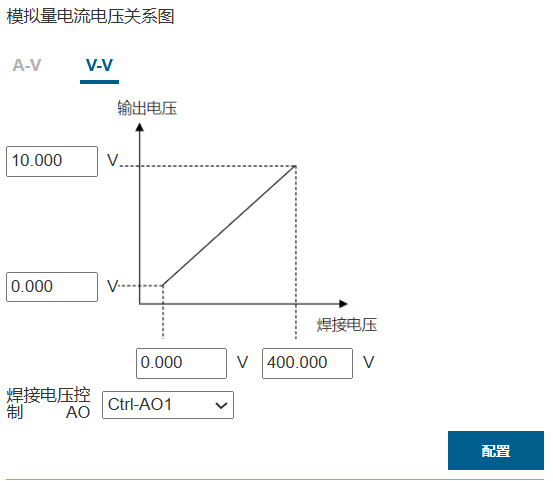 模拟量电流电压关系图
A-V V-V
输出电压
10.000 V
0.000 V
焊接电压
0.000 V 400.000 V
焊接电压控
制 AO Ctrl-AO1
配置